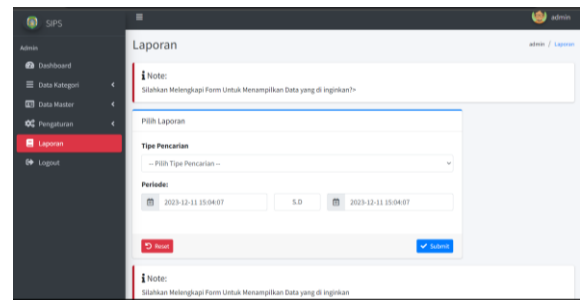 SIPS
admin
Admin
Dashboard
Data Kategori
Data Master
Pengaturan
Laporan
Logout
Laporan
admin / Laporan
Note:
Silahkan Melengkapi Form Untuk Menampilkan Data yang di inginkan?>
Pilih Laporan
Tipe Pencarian
-- Pilih Tipe Pencarian --
Periode:
2023-12-11 15:04:07 S.D 2023-12-11 15:04:07
Reset
Submit
Note:
Silahkan Melengkapi Form Untuk Menampilkan Data yang di inginkan